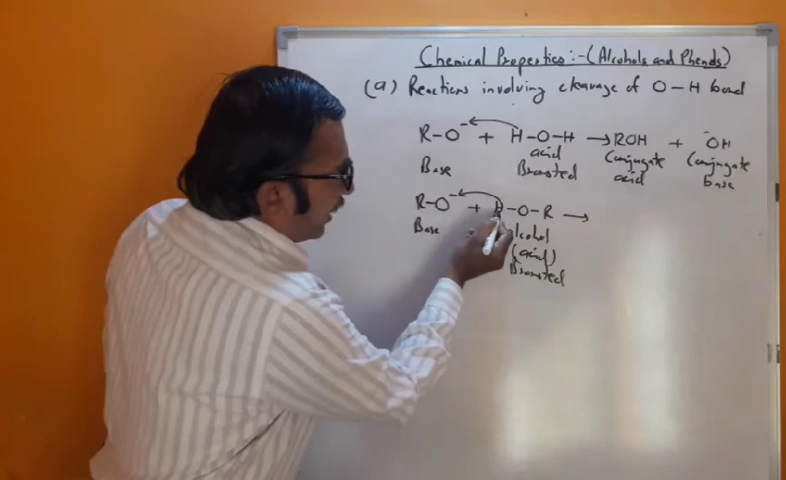 Chemical Properties :- (Alcohols and Phenols)
(a) Reactions involving cleavage of O-H bond
R-O⁻ + H-O-H → ROH + ⁻OH
Base acid Conjugate Conjugate
Bronsted acid base
R-O⁻ + H-O-R →
Base alcohol
(acid)
Bronsted